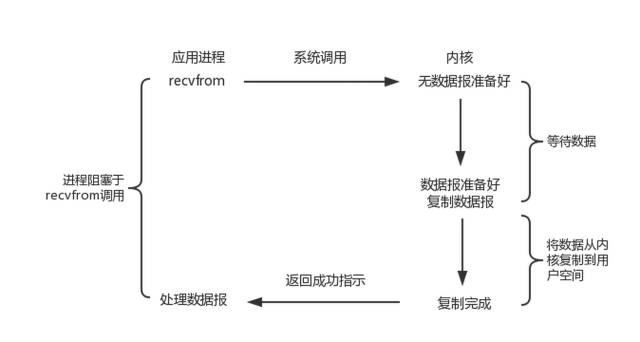 应用进程
系统调用
内核
recvfrom
无数据报准备好
等待数据
进程阻塞于
recvfrom调用
数据报准备好
复制数据报
将数据从内
核复制到用
户空间
返回成功指示
处理数据报
复制完成